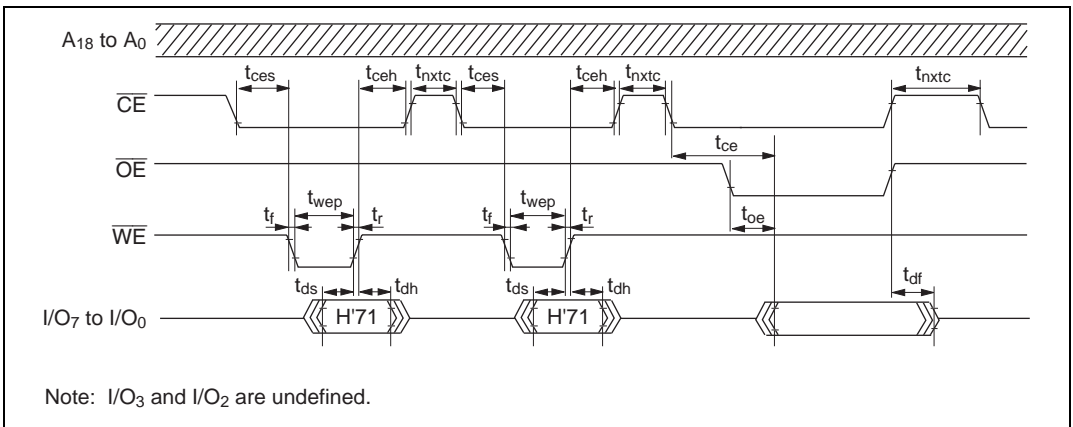 A18 to A0
tces tceh tnxtc tces tceh tnxtc tnxtc
CE
tce
OE
twep twep
tf tr tf tr toe
WE
tds tdh tds tdh tdf
I/O7 to I/O0 H'71 H'71
Note: I/O3 and I/O2 are undefined.